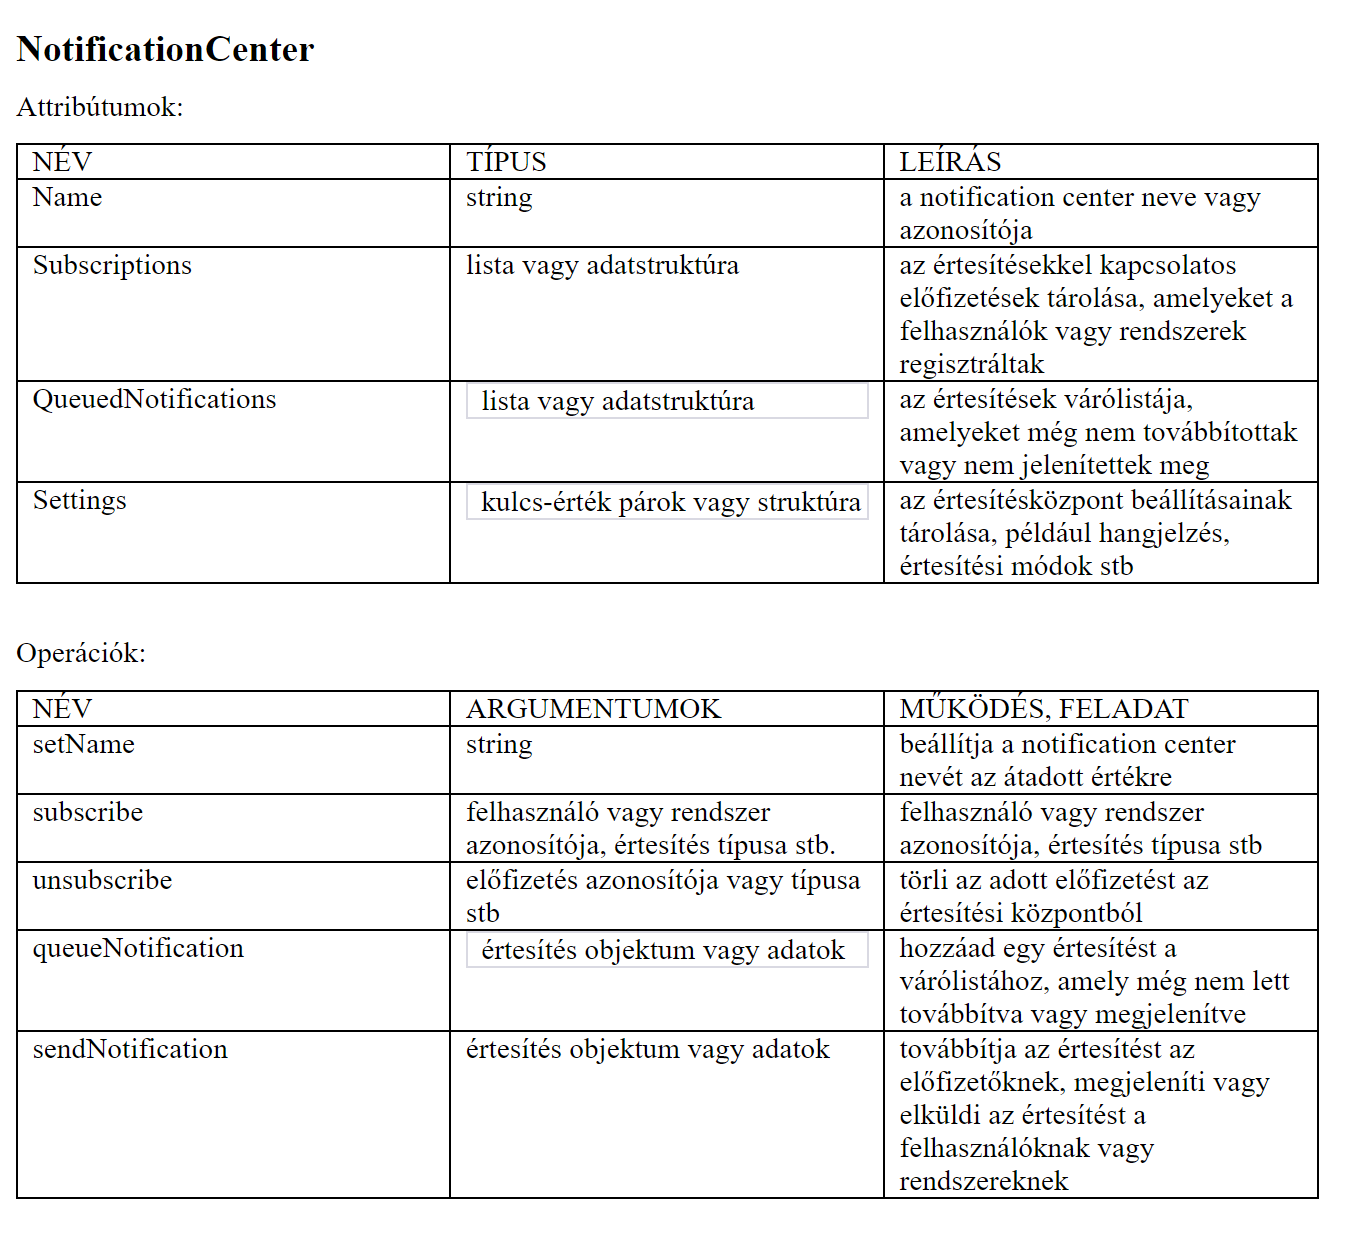 NotificationCenter
Attribútumok:
NÉV TÍPUS LEÍRÁS
Name string a notification center neve vagy
azonosítója
Subscriptions lista vagy adatstruktúra az értesítésekkel kapcsolatos
előfizetések tárolása, amelyeket a
felhasználók vagy rendszerek
regisztráltak
QueuedNotifications lista vagy adatstruktúra az értesítések várólistája,
amelyeket még nem továbbítottak
vagy nem jelenítettek meg
Settings kulcs-érték párok vagy struktúra az értesítésközpont beállításainak
tárolása, például hangjelzés,
értesítési módok stb
Operációk:
NÉV ARGUMENTUMOK MŰKÖDÉS, FELADAT
setName string beállítja a notification center
nevét az átadott értékre
subscribe felhasználó vagy rendszer felhasználó vagy rendszer
azonosítója, értesítés típusa stb. azonosítója, értesítés típusa stb
unsubscribe előfizetés azonosítója vagy típusa törli az adott előfizetést az
stb értesítési központból
queueNotification értesítés objektum vagy adatok hozzáad egy értesítést a
várólistához, amely még nem lett
továbbítva vagy megjelenítve
sendNotification értesítés objektum vagy adatok továbbítja az értesítést az
előfizetőknek, megjeleníti vagy
elküldi az értesítést a
felhasználóknak vagy
rendszereknek